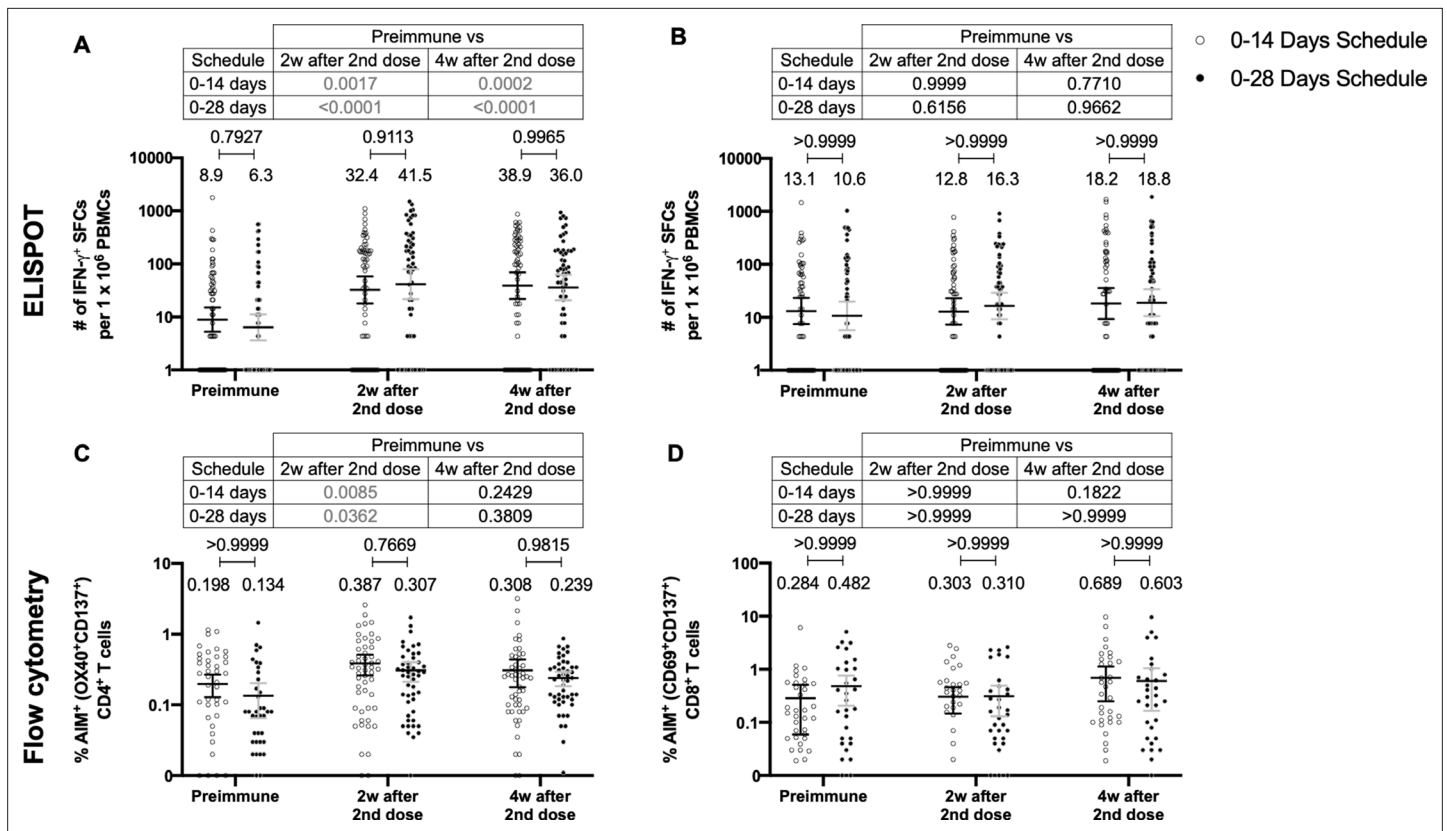 A
Preimmune vs
Schedule 2w after 2nd dose 4w after 2nd dose
0-14 days 0.0017 0.0002
0-28 days <0.0001 <0.0001
0.7927 0.9113 0.9965
8.9 6.3 32.4 41.5 38.9 36.0
10000
1000
100
10
1
# of IFN-γ⁺ SFCs
per 1 x 10⁶ PBMCs
Preimmune
2w after
2nd dose
4w after
2nd dose
B
Preimmune vs
Schedule 2w after 2nd dose 4w after 2nd dose
0-14 days 0.9999 0.7710
0-28 days 0.6156 0.9662
>0.9999 >0.9999 >0.9999
13.1 10.6 12.8 16.3 18.2 18.8
10000
1000
100
10
1
# of IFN-γ⁺ SFCs
per 1 x 10⁶ PBMCs
Preimmune
2w after
2nd dose
4w after
2nd dose
0-14 Days Schedule
0-28 Days Schedule
ELISPOT
C
Preimmune vs
Schedule 2w after 2nd dose 4w after 2nd dose
0-14 days 0.0085 0.2429
0-28 days 0.0362 0.3809
>0.9999 0.7669 0.9815
0.198 0.134 0.387 0.307 0.308 0.239
10
1
0.1
0
% AIM⁺ (OX40⁺CD137⁺)
CD4⁺ T cells
Preimmune
2w after
2nd dose
4w after
2nd dose
D
Preimmune vs
Schedule 2w after 2nd dose 4w after 2nd dose
0-14 days >0.9999 0.1822
0-28 days >0.9999 >0.9999
>0.9999 >0.9999 >0.9999
0.284 0.482 0.303 0.310 0.689 0.603
100
10
1
0.1
0
% AIM⁺ (CD69⁺CD137⁺)
CD8⁺ T cells
Preimmune
2w after
2nd dose
4w after
2nd dose
Flow cytometry